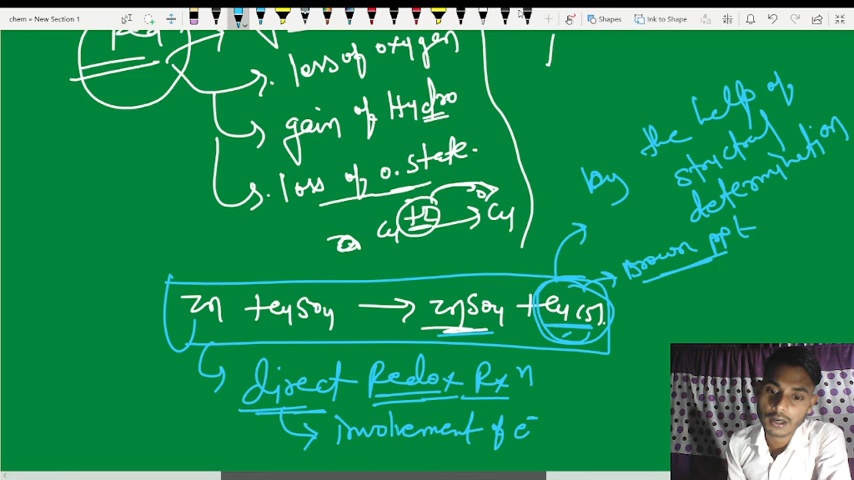 chem » New Section 1
Shapes
Ink to Shape
loss of oxygen
gain of Hydro
loss of o. state.
Cu +2 → Cu
By the help of
structral
determination
Brown ppt
Zn + CuSO4 → ZnSO4 + Cu(s).
direct Redox Rxn
involvement of e-